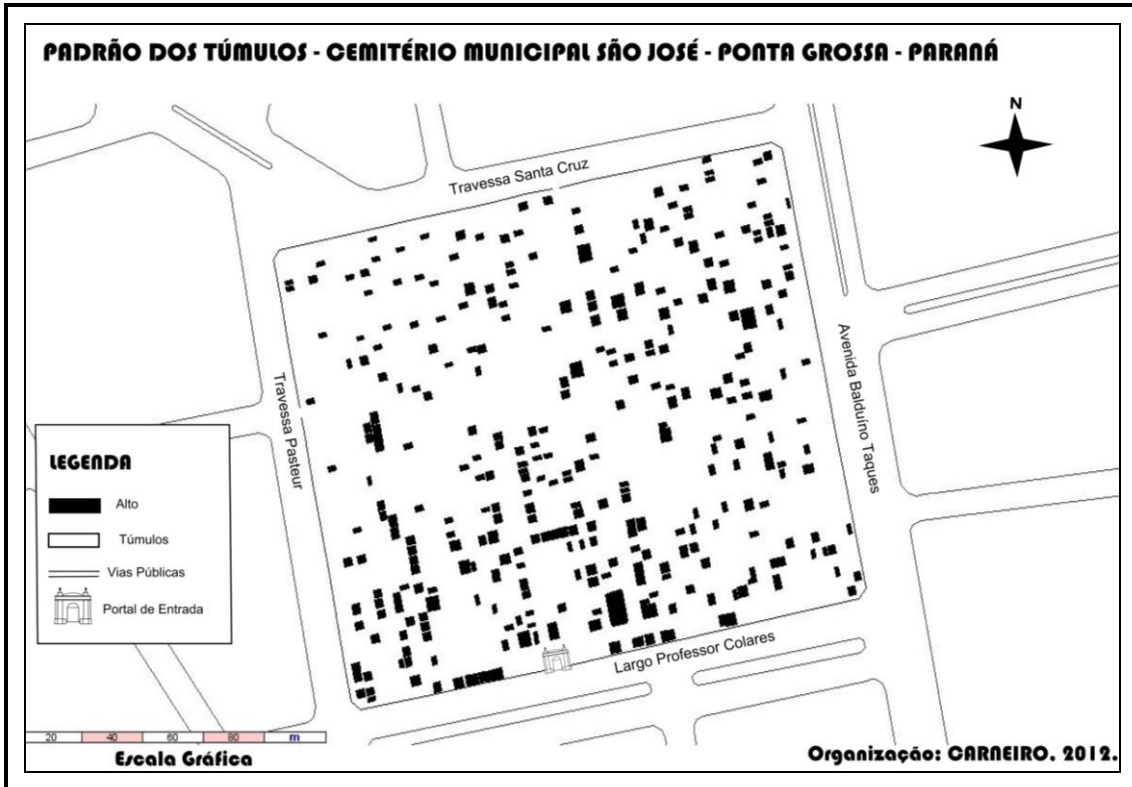 PADRÃO DOS TÚMULOS - CEMITÉRIO MUNICIPAL SÃO JOSÉ - PONTA GROSSA - PARANÁ
N
Travessa Santa Cruz
Travessa Pasteur
Avenida Balduíno Taques
Largo Professor Colares
LEGENDA
Alto
Túmulos
Vias Públicas
Portal de Entrada
20 40 60 80 m
Escala Gráfica
Organização: CARNEIRO. 2012.